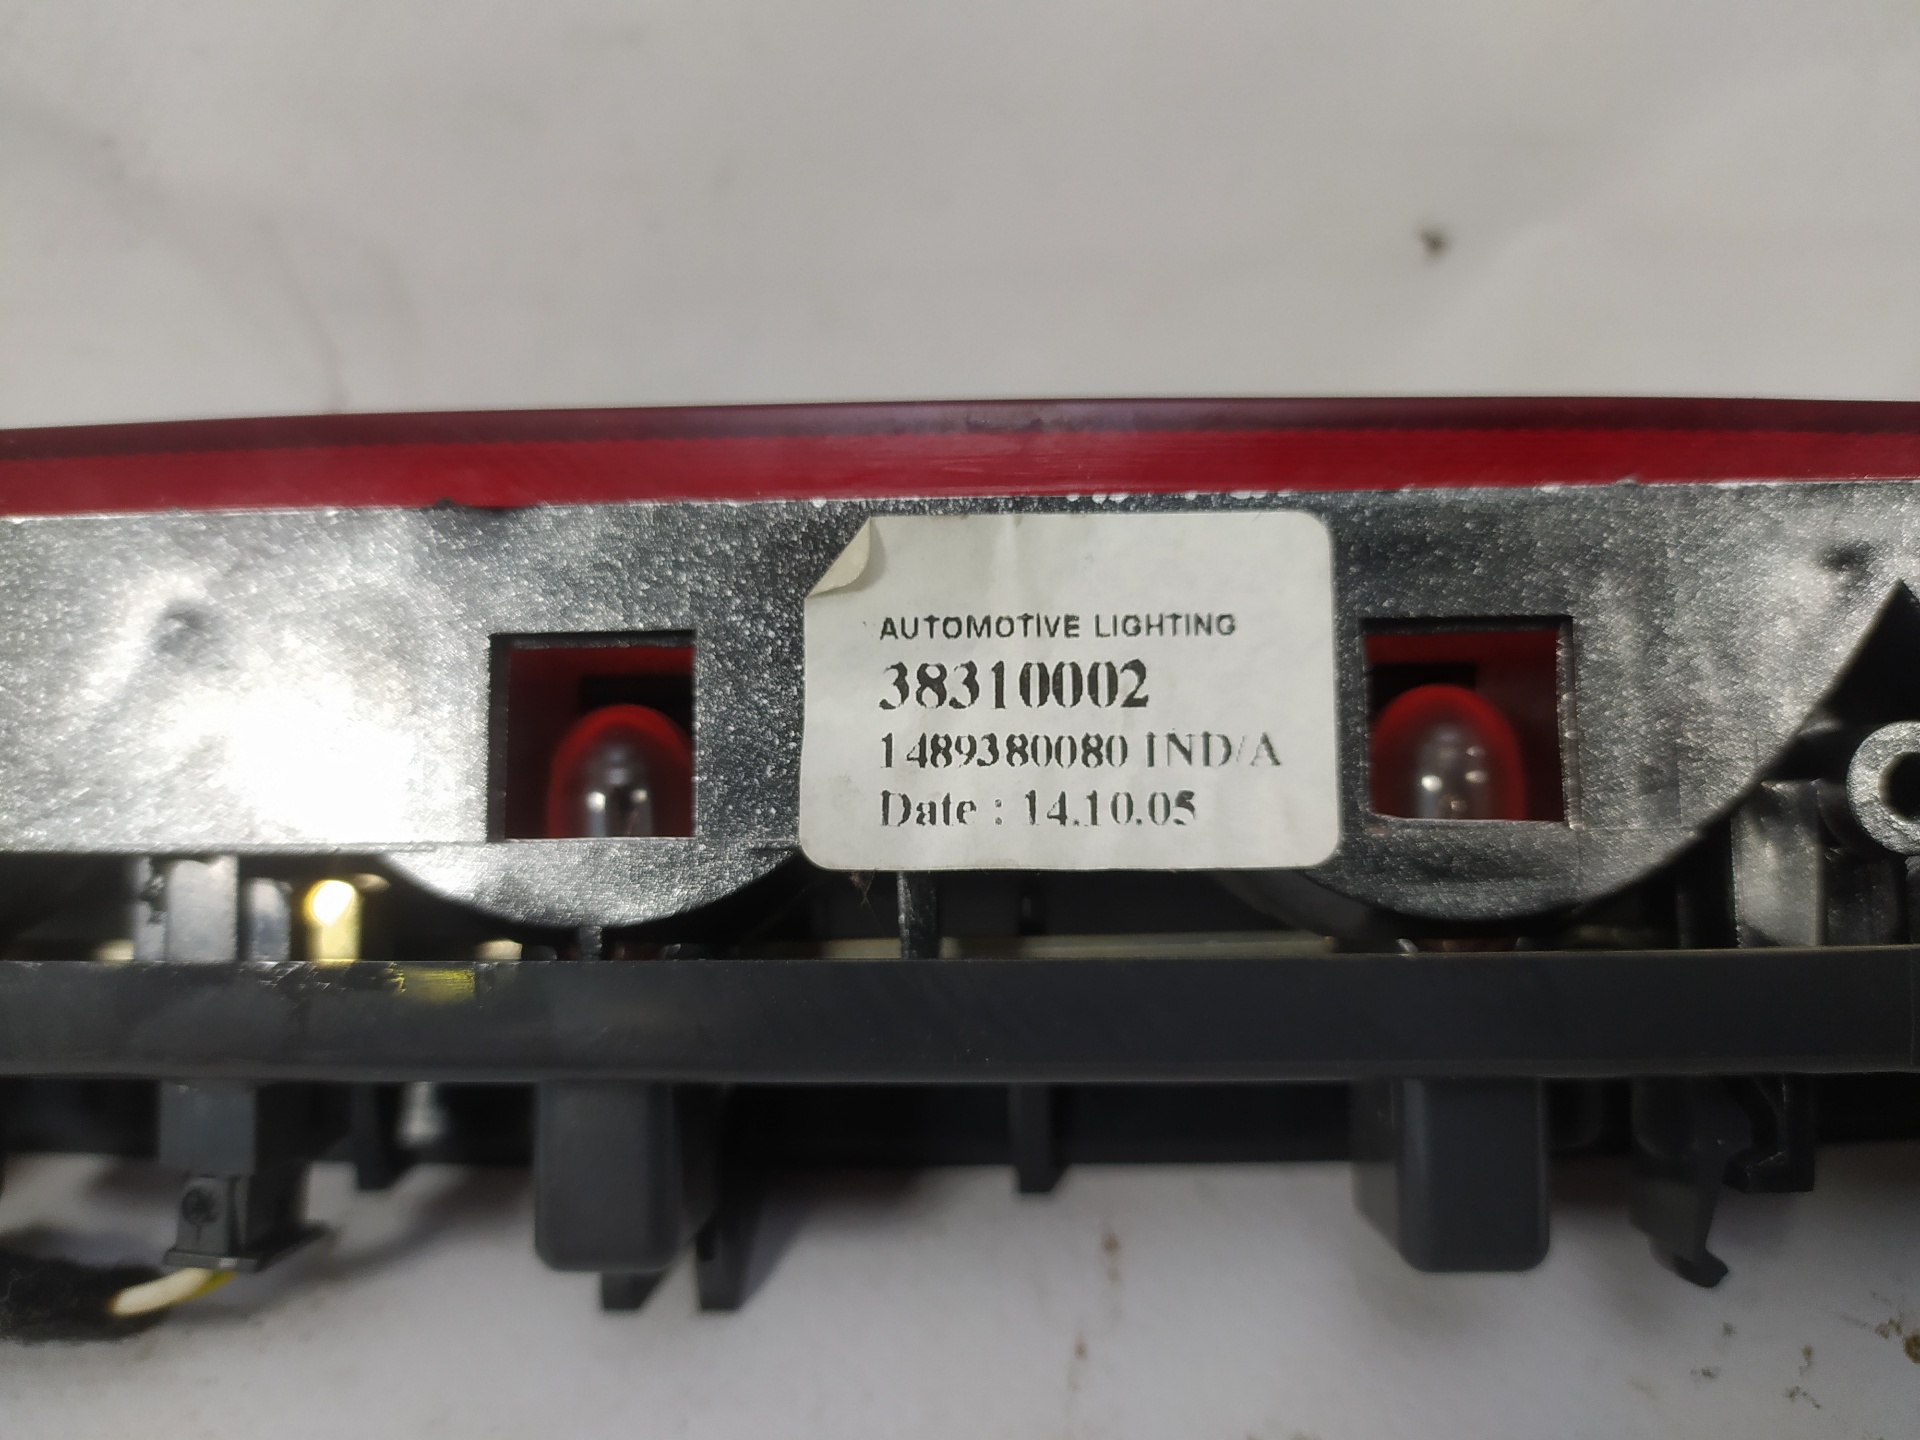 AUTOMOTIVE LIGHTING
38310002
1489380080 IND/A
Date : 14.10.05